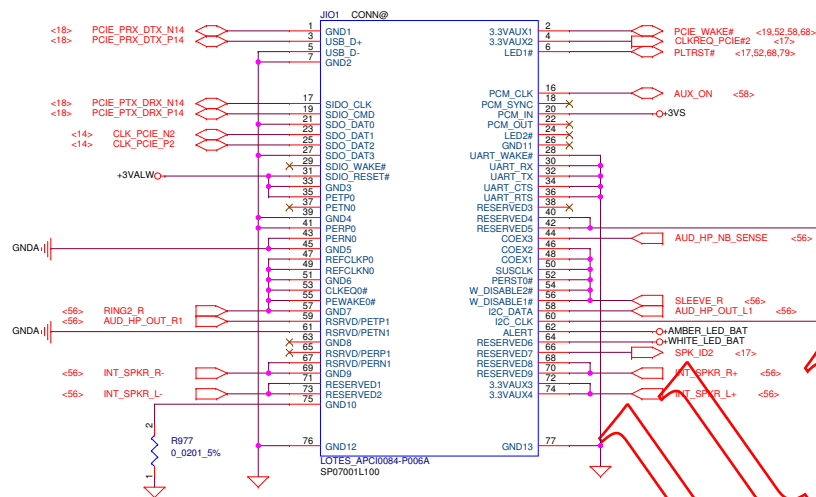 JIO1 CONN@
<18> PCIE_PRX_DTX_N14 1 GND1 3.3VAUX1 2 PCIE_WAKE# <19,52,58,68>
<18> PCIE_PRX_DTX_P14 3 USB_D+ 3.3VAUX2 4 CLKREQ_PCIE#2 <17>
5 USB_D- LED1# 6 PLTRST# <17,52,68,79>
7 GND2
PCM_CLK 16 AUX_ON <58>
<18> PCIE_PTX_DRX_N14 17 SIDO_CLK PCM_SYNC 18
<18> PCIE_PTX_DRX_P14 19 SIDO_CMD PCM_IN 20 +3VS
21 SDO_DAT0 PCM_OUT 22
<14> CLK_PCIE_N2 23 SDO_DAT1 LED2# 24
<14> CLK_PCIE_P2 25 SDO_DAT2 GND11 26
27 SDO_DAT3 UART_WAKE# 28
29 SDIO_WAKE# UART_RX 30
+3VALW 31 SDIO_RESET# UART_TX 32
33 GND3 UART_CTS 34
35 PETP0 UART_RTS 36
37 PETN0 RESERVED3 38
39 GND4 RESERVED4 40
41 PERP0 RESERVED5 42
43 PERN0 COEX3 44 AUD_HP_NB_SENSE <56>
GNDA 45 GND5 COEX2 46
47 REFCLKP0 COEX1 48
49 REFCLKN0 SUSCLK 50
51 GND6 PERST0# 52
53 CLKEQ0# W_DISABLE2# 54
55 PEWAKE0# W_DISABLE1# 56 SLEEVE_R <56>
<56> RING2_R 57 GND7 I2C_DATA 58 AUD_HP_OUT_L1 <56>
<56> AUD_HP_OUT_R1 59 RSRVD/PETP1 I2C_CLK 60
GNDA 61 RSRVD/PETN1 ALERT 62 +AMBER_LED_BAT
63 GND8 RESERVED6 64 +WHITE_LED_BAT
65 RSRVD/PERP1 RESERVED7 66 SPK_ID2 <17>
67 RSVRD/PERN1 RESERVED8 68
<56> INT_SPKR_R- 69 GND9 RESERVED9 70 INT_SPKR_R+ <56>
71 RESERVED1 3.3VAUX3 72
<56> INT_SPKR_L- 73 RESERVED2 3.3VAUX4 74 INT_SPKR_L+ <56>
75 GND10
2
R977
0_0201_5%
1
76 GND12 GND13 77
LOTES_APCI0084-P006A
SP07001L100